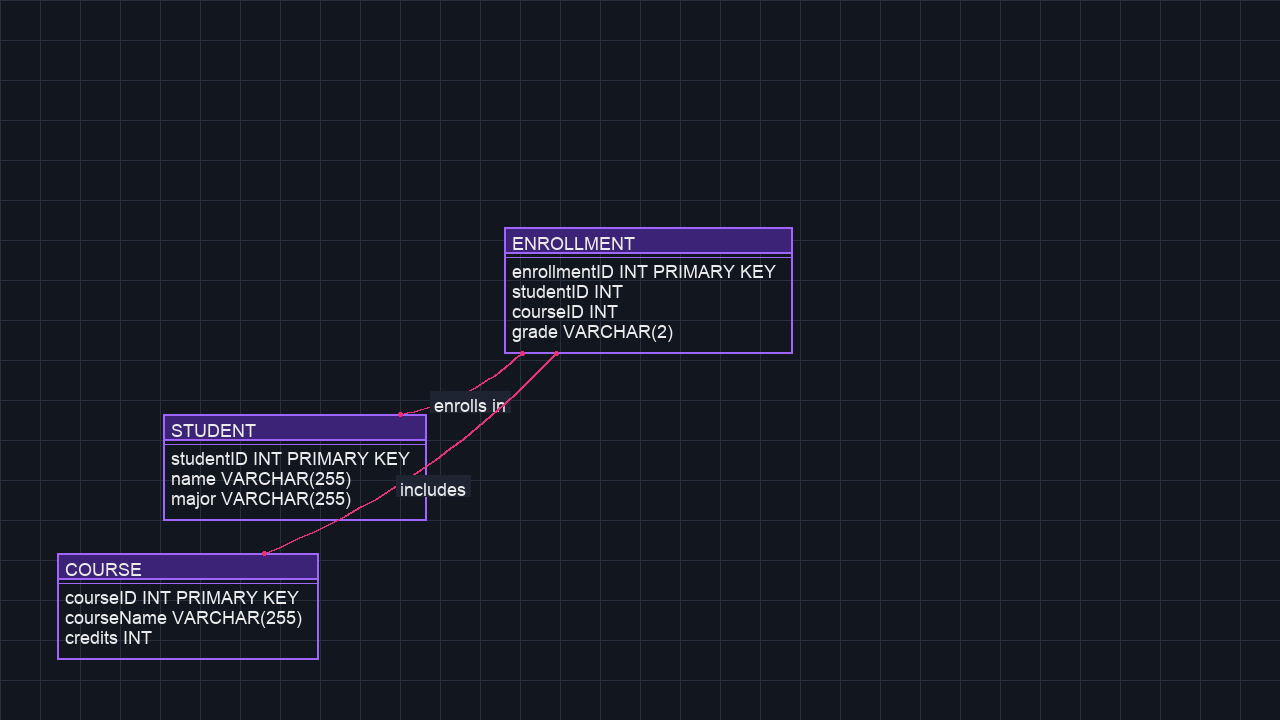 ENROLLMENT
enrollmentID INT PRIMARY KEY
studentID INT
courseID INT
grade VARCHAR(2)
enrolls in
STUDENT
studentID INT PRIMARY KEY
name VARCHAR(255)
major VARCHAR(255)
includes
COURSE
courseID INT PRIMARY KEY
courseName VARCHAR(255)
credits INT